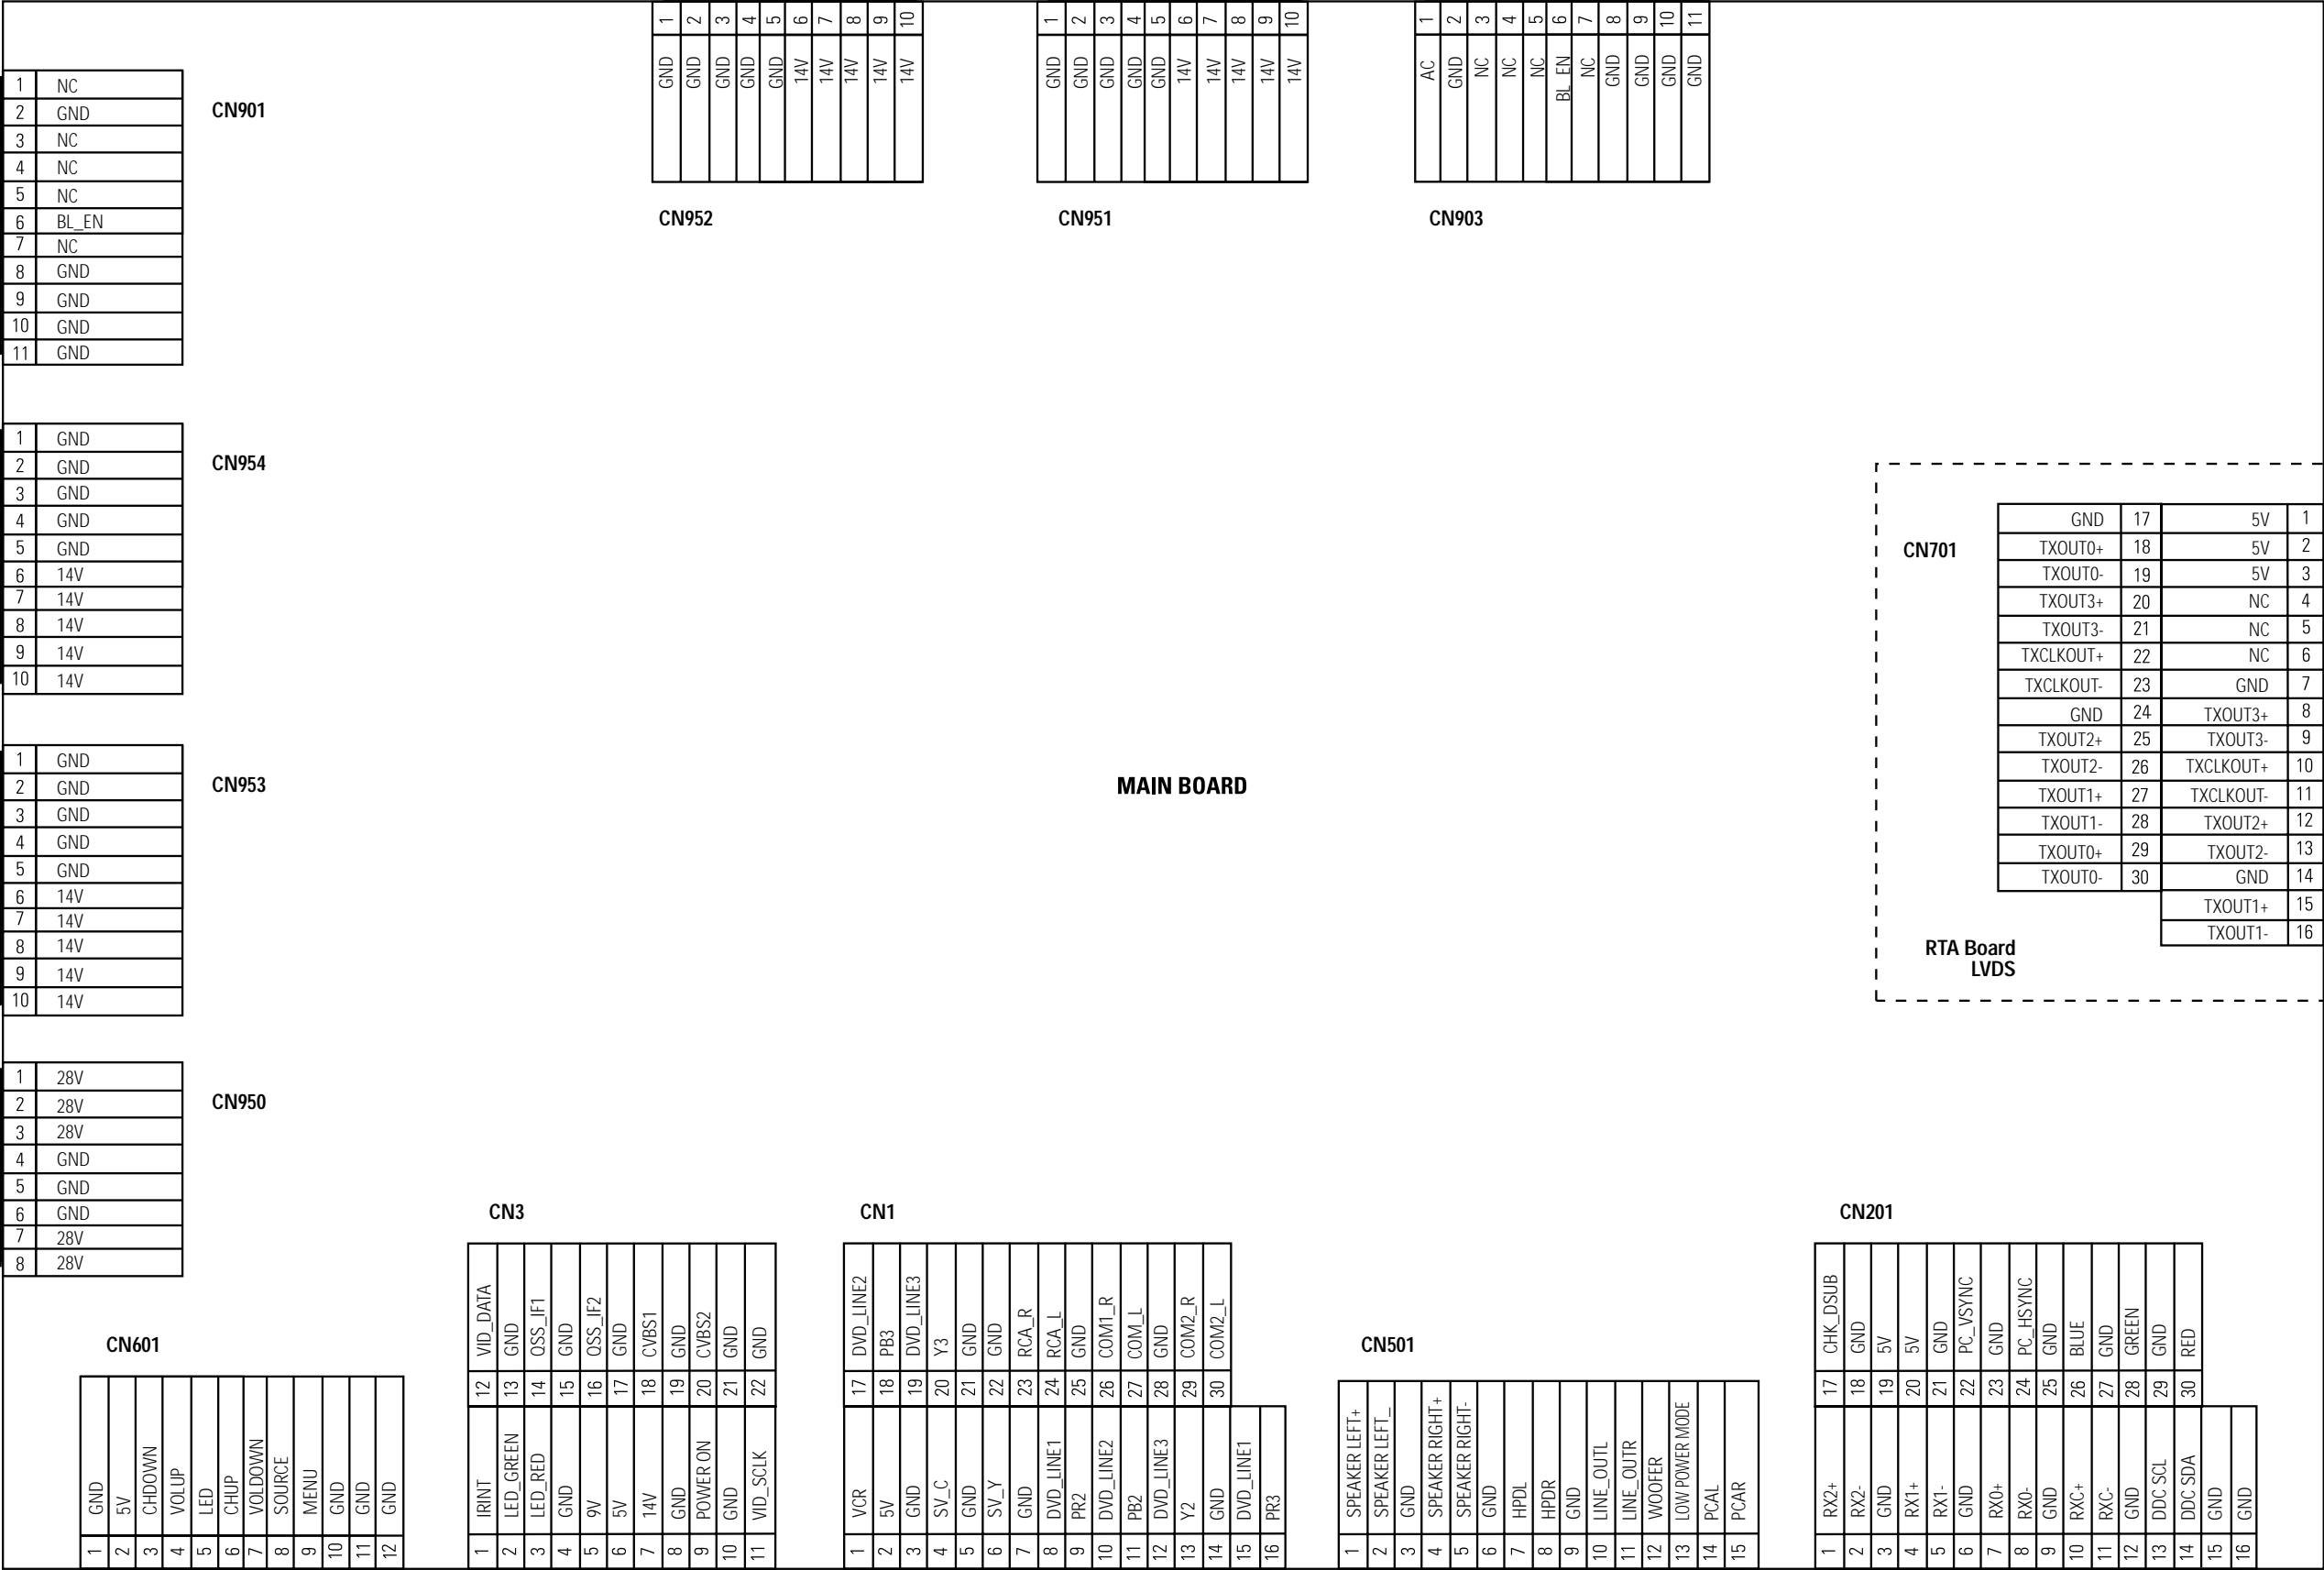 CN952
1 GND
2 GND
3 GND
4 GND
5 GND
6 14V
7 14V
8 14V
9 14V
10 14V
CN951
1 GND
2 GND
3 GND
4 GND
5 GND
6 14V
7 14V
8 14V
9 14V
10 14V
CN903
1 AC
2 GND
3 NC
4 NC
5 NC
6 BL_EN
7 NC
8 GND
9 GND
10 GND
11 GND
CN901
1 NC
2 GND
3 NC
4 NC
5 NC
6 BL_EN
7 NC
8 GND
9 GND
10 GND
11 GND
CN954
1 GND
2 GND
3 GND
4 GND
5 GND
6 14V
7 14V
8 14V
9 14V
10 14V
CN953
1 GND
2 GND
3 GND
4 GND
5 GND
6 14V
7 14V
8 14V
9 14V
10 14V
MAIN BOARD
CN701
GND 17 5V 1
TXOUT0+ 18 5V 2
TXOUT0- 19 5V 3
TXOUT3+ 20 NC 4
TXOUT3- 21 NC 5
TXCLKOUT+ 22 NC 6
TXCLKOUT- 23 GND 7
GND 24 TXOUT3+ 8
TXOUT2+ 25 TXOUT3- 9
TXOUT2- 26 TXCLKOUT+ 10
TXOUT1+ 27 TXCLKOUT- 11
TXOUT1- 28 TXOUT2+ 12
TXOUT0+ 29 TXOUT2- 13
TXOUT0- 30 GND 14
TXOUT1+ 15
TXOUT1- 16
RTA Board
LVDS
CN950
1 28V
2 28V
3 28V
4 GND
5 GND
6 GND
7 28V
8 28V
CN601
1 GND
2 5V
3 CHDOWN
4 VOLUP
5 LED
6 CHUP
7 VOLDOWN
8 SOURCE
9 MENU
10 GND
11 GND
12 GND
CN3
12 VID_DATA
13 GND
14 QSS_IF1
15 GND
16 QSS_IF2
17 GND
18 CVBS1
19 GND
20 CVBS2
21 GND
22 GND
1 IRINT
2 LED_GREEN
3 LED_RED
4 GND
5 9V
6 5V
7 14V
8 GND
9 POWER ON
10 GND
11 VID_SCLK
CN1
17 DVD_LINE2
18 PB3
19 DVD_LINE3
20 Y3
21 GND
22 GND
23 RCA_R
24 RCA_L
25 GND
26 COM1_R
27 COM_L
28 GND
29 COM2_R
30 COM2_L
1 VCR
2 5V
3 GND
4 SV_C
5 GND
6 SV_Y
7 GND
8 DVD_LINE1
9 PR2
10 DVD_LINE2
11 PB2
12 DVD_LINE3
13 Y2
14 GND
15 DVD_LINE1
16 PR3
CN501
1 SPEAKER LEFT+
2 SPEAKER LEFT_
3 GND
4 SPEAKER RIGHT+
5 SPEAKER RIGHT-
6 GND
7 HPDL
8 HPDR
9 GND
10 LINE_OUTL
11 LINE_OUTR
12 WOOFER
13 LOW POWER MODE
14 PCAL
15 PCAR
CN201
17 CHK_DSUB
18 GND
19 5V
20 5V
21 GND
22 PC_VSYNC
23 GND
24 PC_HSYNC
25 GND
26 BLUE
27 GND
28 GREEN
29 GND
30 RED
1 RX2+
2 RX2-
3 GND
4 RX1+
5 RX1-
6 GND
7 RX0+
8 RX0-
9 GND
10 RXC+
11 RXC-
12 GND
13 DDC SCL
14 DDC SDA
15 GND
16 GND